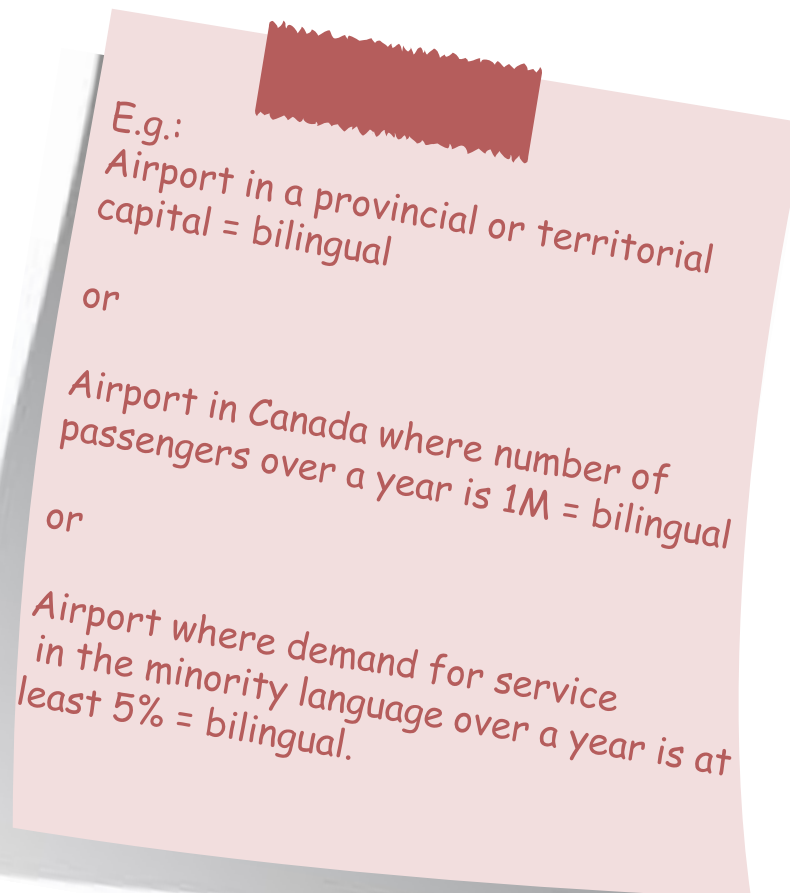 E.g.:
Airport in a provincial or territorial
capital = bilingual
or
Airport in Canada where number of
passengers over a year is 1M = bilingual
or
Airport where demand for service
in the minority language over a year is at
least 5% = bilingual.